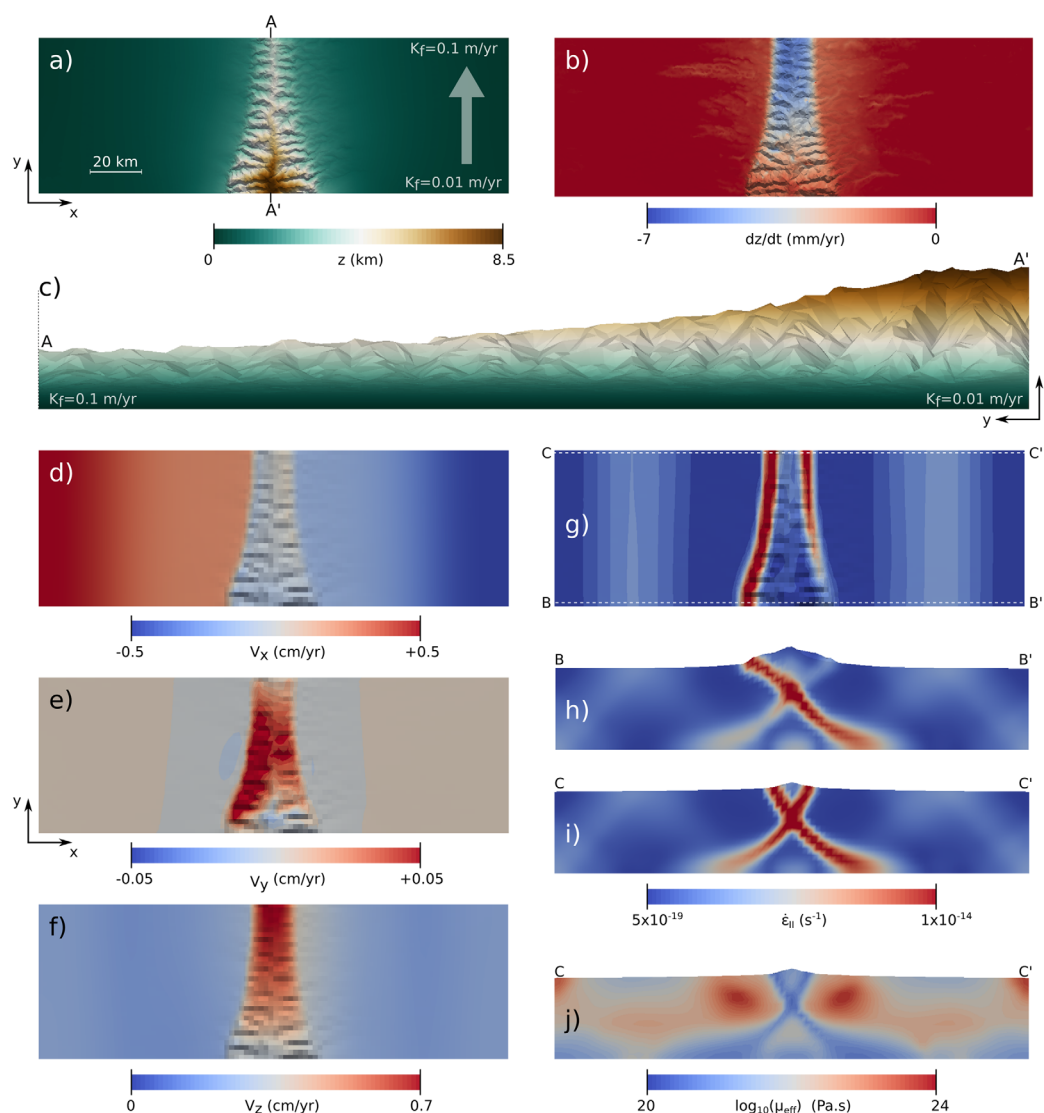 A
a)
K_f=0.1 m/yr
20 km
K_f=0.01 m/yr
y
x
A'
0
z (km)
8.5
b)
-7
dz/dt (mm/yr)
0
c)
A'
A
K_f=0.1 m/yr
K_f=0.01 m/yr
y
d)
-0.5
V_x (cm/yr)
+0.5
e)
y
x
-0.05
V_y (cm/yr)
+0.05
f)
0
V_z (cm/yr)
0.7
C
C'
g)
B
B'
B
B'
h)
C
C'
i)
5x10⁻¹⁹
ε̇_II (s⁻¹)
1x10⁻¹⁴
C
C'
j)
20
log₁₀(μ_eff) (Pa.s)
24